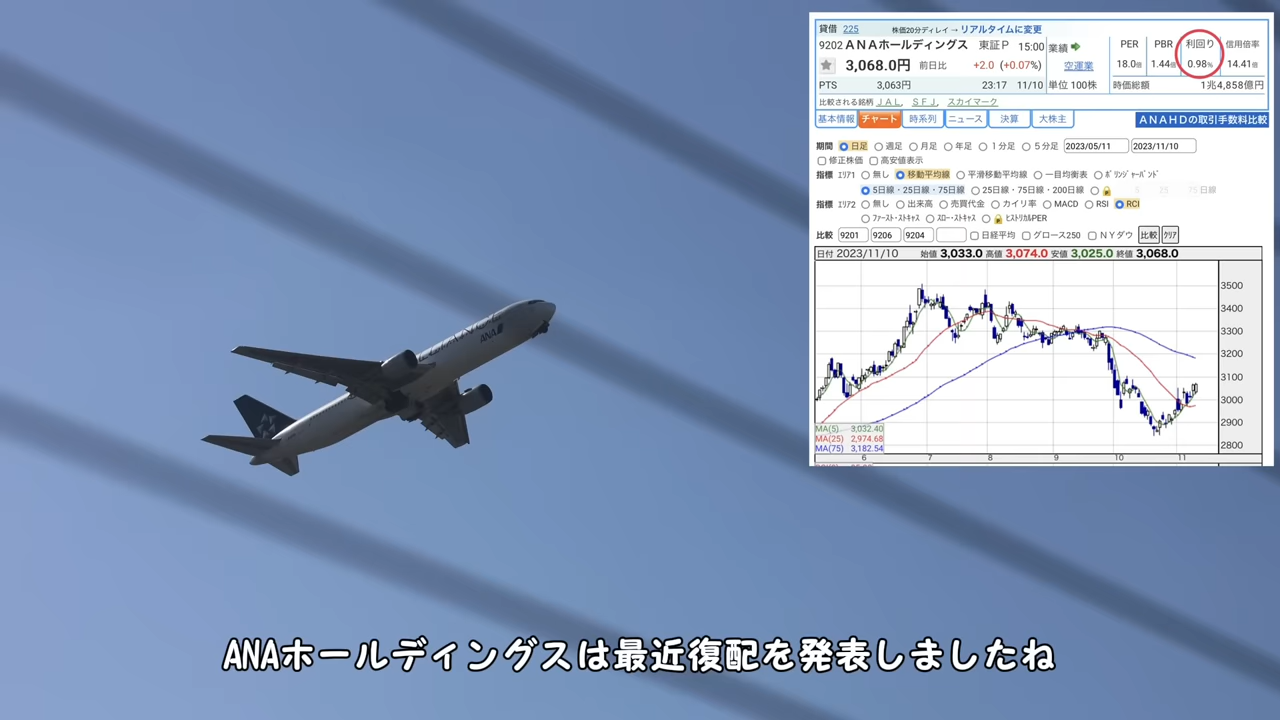 貸借 225 株価20分ディレイ → リアルタイムに変更
9202 ANAホールディングス 東証P 15:00 業績
3,068.0円 前日比 +2.0 (+0.07%) 空運業
PTS 3,063円 23:17 11/10 単位 100株
PER PBR 利回り 信用倍率
18.0倍 1.44倍 0.98% 14.41倍
時価総額 1兆4,858億円
比較される銘柄 JAL, SFJ, スカイマーク
基本情報 チャート 時系列 ニュース 決算 大株主 ANAHDの取引手数料比較
期間 日足 週足 月足 年足 1分足 5分足 2023/05/11 2023/11/10
修正株価 高安値表示
指標 エリア1 無し 移動平均線 平滑移動平均線 一目均衡表 ボリンジャーバンド
5日線・25日線・75日線 25日線・75日線・200日線 5 25 75 日線
指標 エリア2 無し 出来高 売買代金 カイリ率 MACD RSI RCI
ファースト・ストキャス スロー・ストキャス ヒストリカルPER
比較 9201 9206 9204 日経平均 グロース250 NYダウ 比較 クリア
日付 2023/11/10 始値 3,033.0 高値 3,074.0 安値 3,025.0 終値 3,068.0
3500
3400
3300
3200
3100
3000
2900
2800
MA(5) 3,032.40
MA(25) 2,974.68
MA(75) 3,182.54
6 7 8 9 10 11
ANA
ANAホールディングスは最近復配を発表しましたね